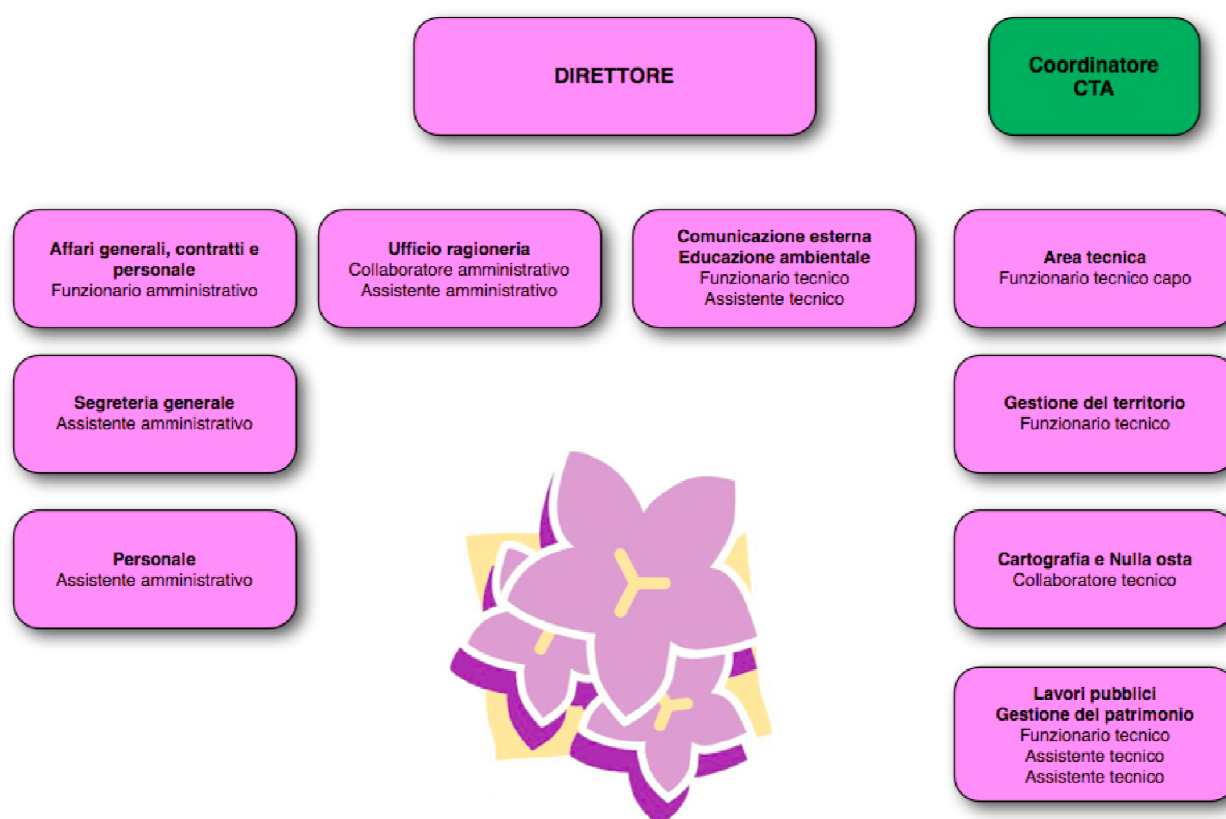 DIRETTORE
Coordinatore
CTA
Affari generali, contratti e
personale
Funzionario amministrativo
Ufficio ragioneria
Collaboratore amministrativo
Assistente amministrativo
Comunicazione esterna
Educazione ambientale
Funzionario tecnico
Assistente tecnico
Area tecnica
Funzionario tecnico capo
Segreteria generale
Assistente amministrativo
Gestione del territorio
Funzionario tecnico
Personale
Assistente amministrativo
Cartografia e Nulla osta
Collaboratore tecnico
Lavori pubblici
Gestione del patrimonio
Funzionario tecnico
Assistente tecnico
Assistente tecnico